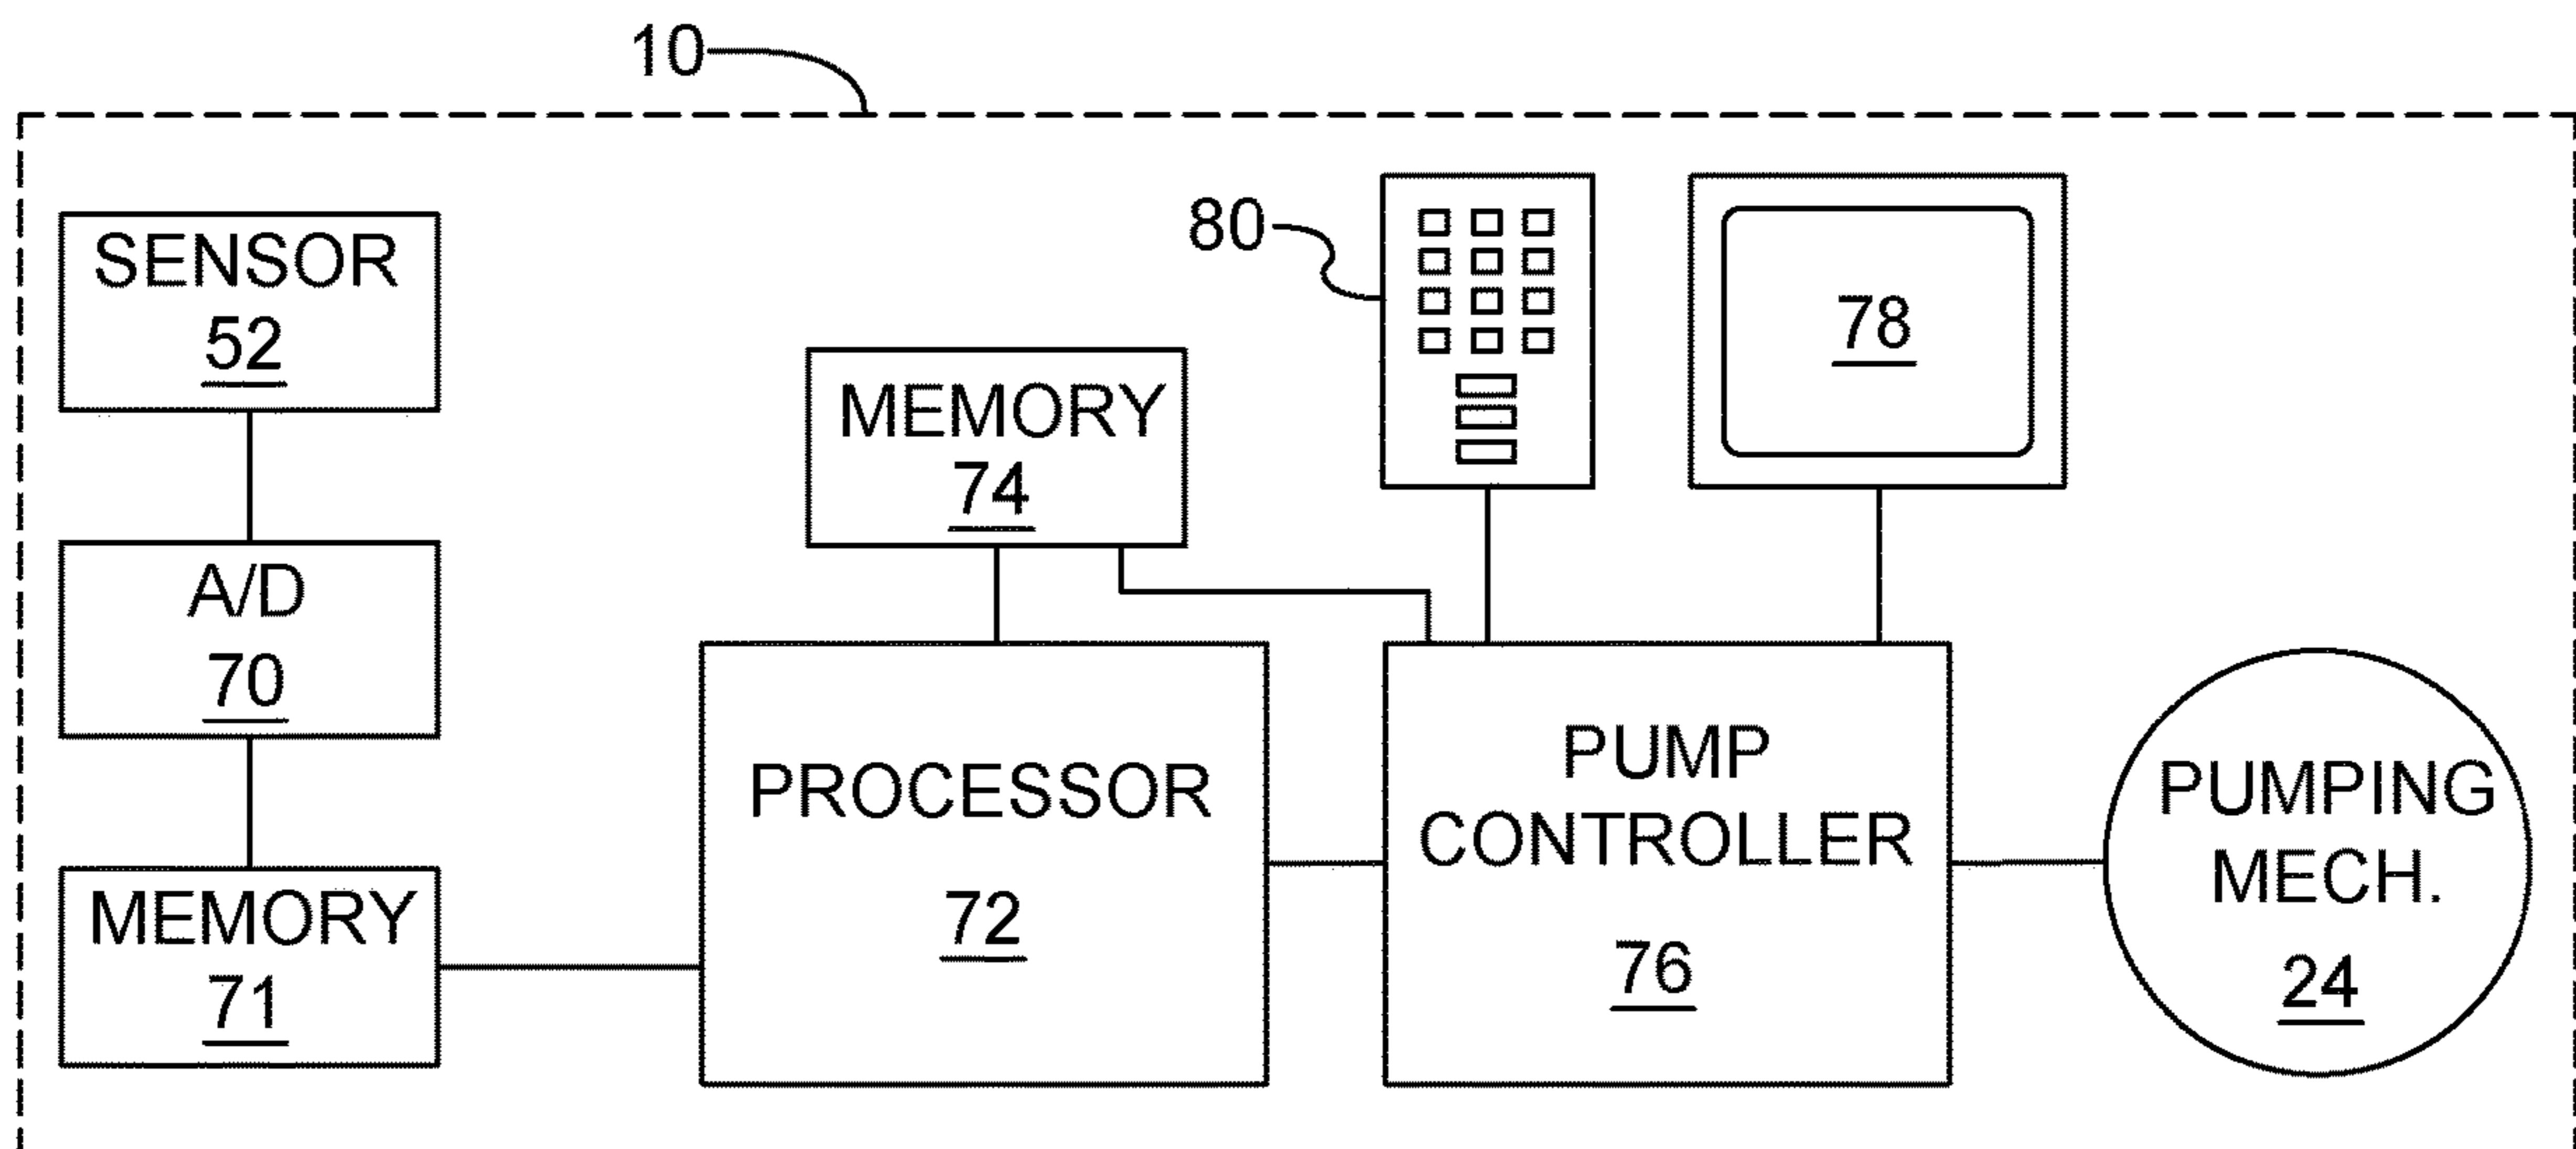 10
SENSOR
52
80
78
MEMORY
74
A/D
70
PROCESSOR
72
PUMP
CONTROLLER
76
PUMPING
MECH.
24
MEMORY
71